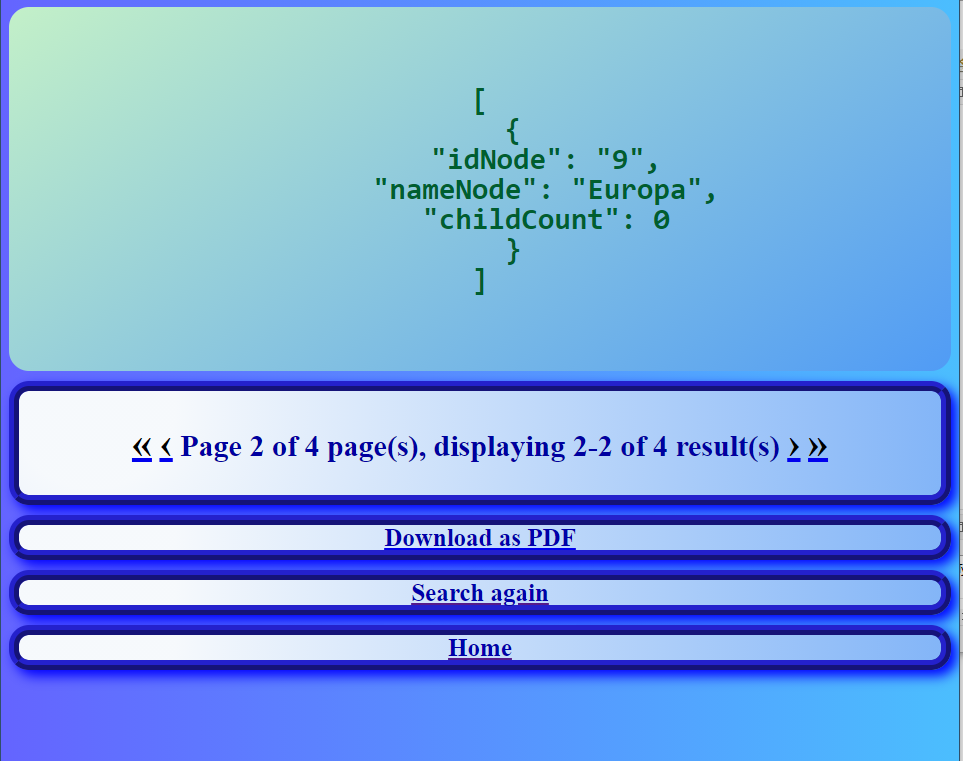 [
{
"idNode": "9",
"nameNode": "Europa",
"childCount": 0
}
]
« ‹ Page 2 of 4 page(s), displaying 2-2 of 4 result(s) › »
Download as PDF
Search again
Home